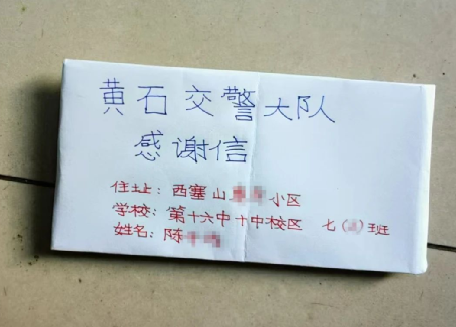 黄石交警大队
感谢信
住址：西塞山小区
学校：第十六中十中校区 七（）班
姓名：陈